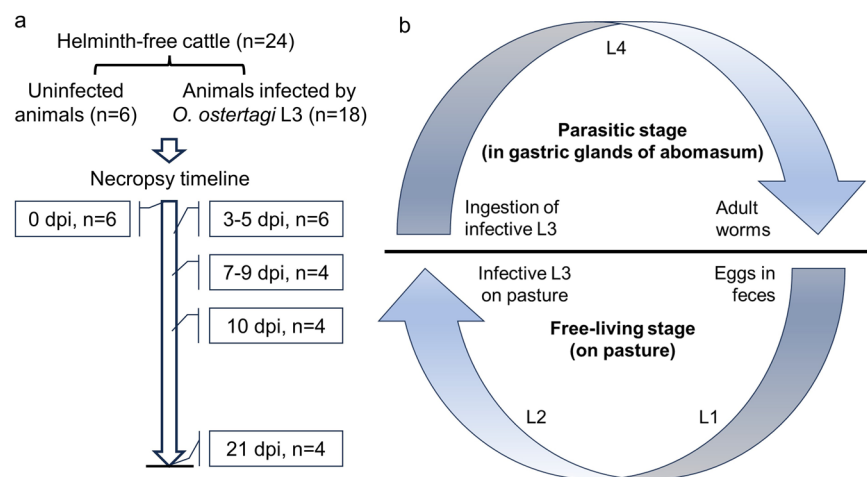 a
Helminth-free cattle (n=24)
Uninfected
animals (n=6)
Animals infected by
O. ostertagi L3 (n=18)
Necropsy timeline
0 dpi, n=6
3-5 dpi, n=6
7-9 dpi, n=4
10 dpi, n=4
21 dpi, n=4
b
L4
Parasitic stage
(in gastric glands of abomasum)
Ingestion of
infective L3
Adult
worms
Infective L3
on pasture
Eggs in
feces
Free-living stage
(on pasture)
L2
L1